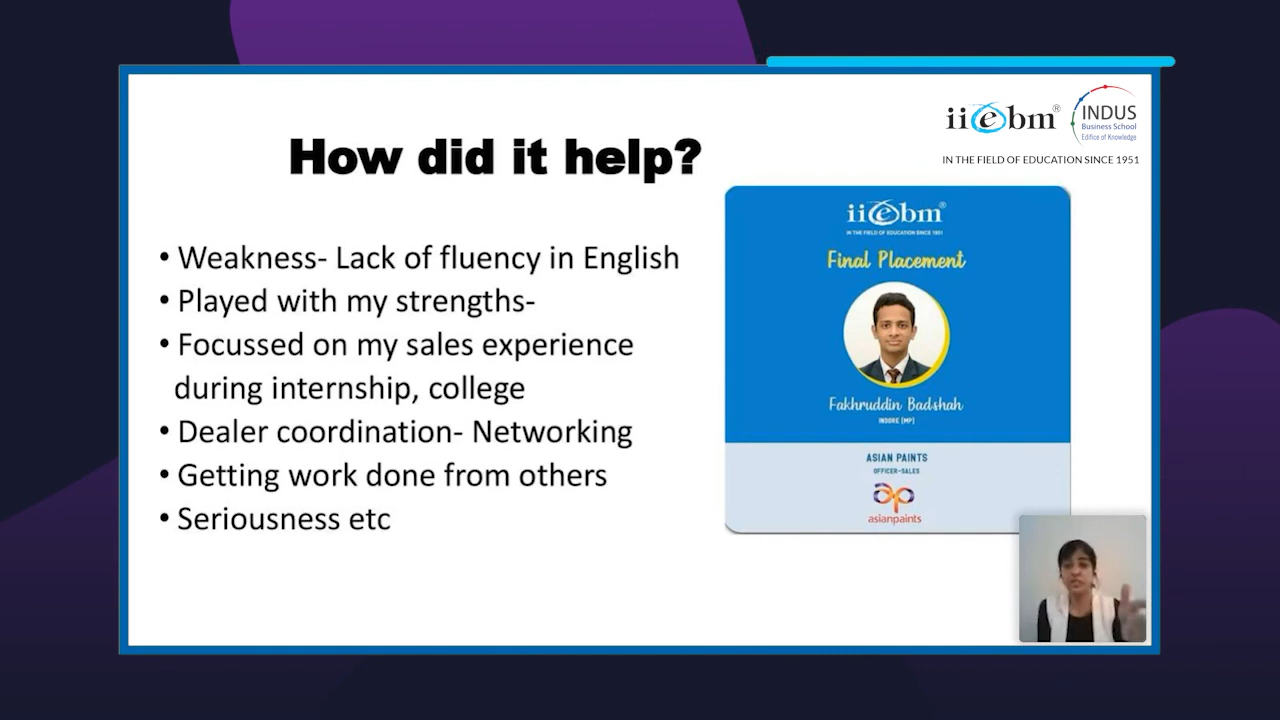 iiebm®
INDUS
Business School
Edifice of Knowledge
IN THE FIELD OF EDUCATION SINCE 1951
How did it help?
• Weakness- Lack of fluency in English
• Played with my strengths-
• Focussed on my sales experience
during internship, college
• Dealer coordination- Networking
• Getting work done from others
• Seriousness etc
iiebm®
IN THE FIELD OF EDUCATION SINCE 1951
Final Placement
Fakhruddin Badshah
INDORE (MP)
ASIAN PAINTS
OFFICER-SALES
ap
asianpaints